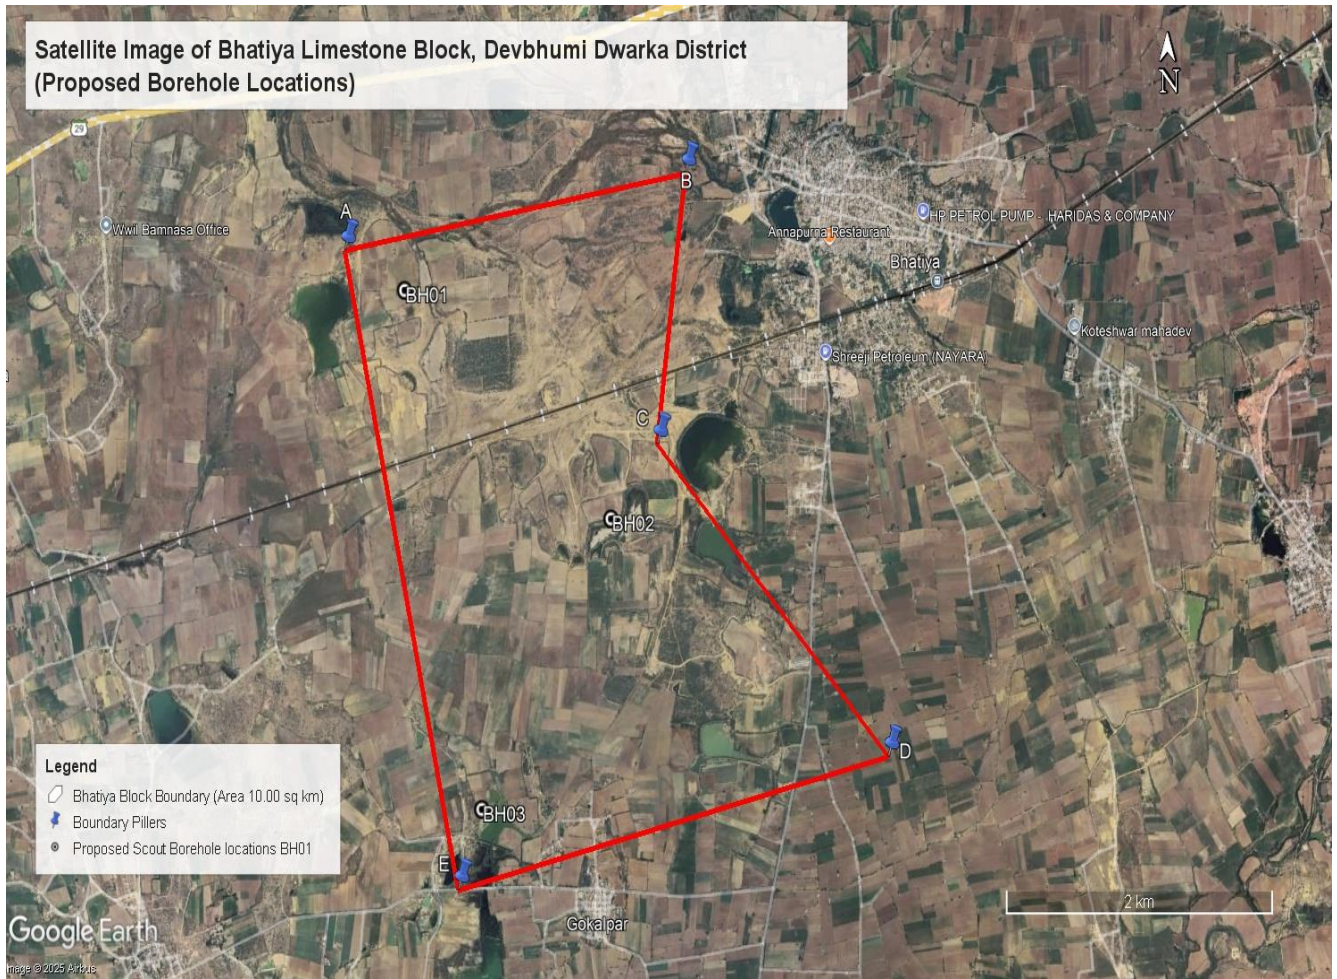 Satellite Image of Bhatiya Limestone Block, Devbhumi Dwarka District
(Proposed Borehole Locations)
N
29
B
A
HP PETROL PUMP - HARIDAS & COMPANY
Wwil Bamnasa Office
Annapurna Restaurant
Bhatiya
BH01
Koteshwar mahadev
Shreeji Petroleum (NAYARA)
C
BH02
D
Legend
Bhatiya Block Boundary (Area 10.00 sq km)
Boundary Pillers
Proposed Scout Borehole locations BH01
BH03
E
2 km
Gokalpar
Google Earth
Image © 2025 Airbus